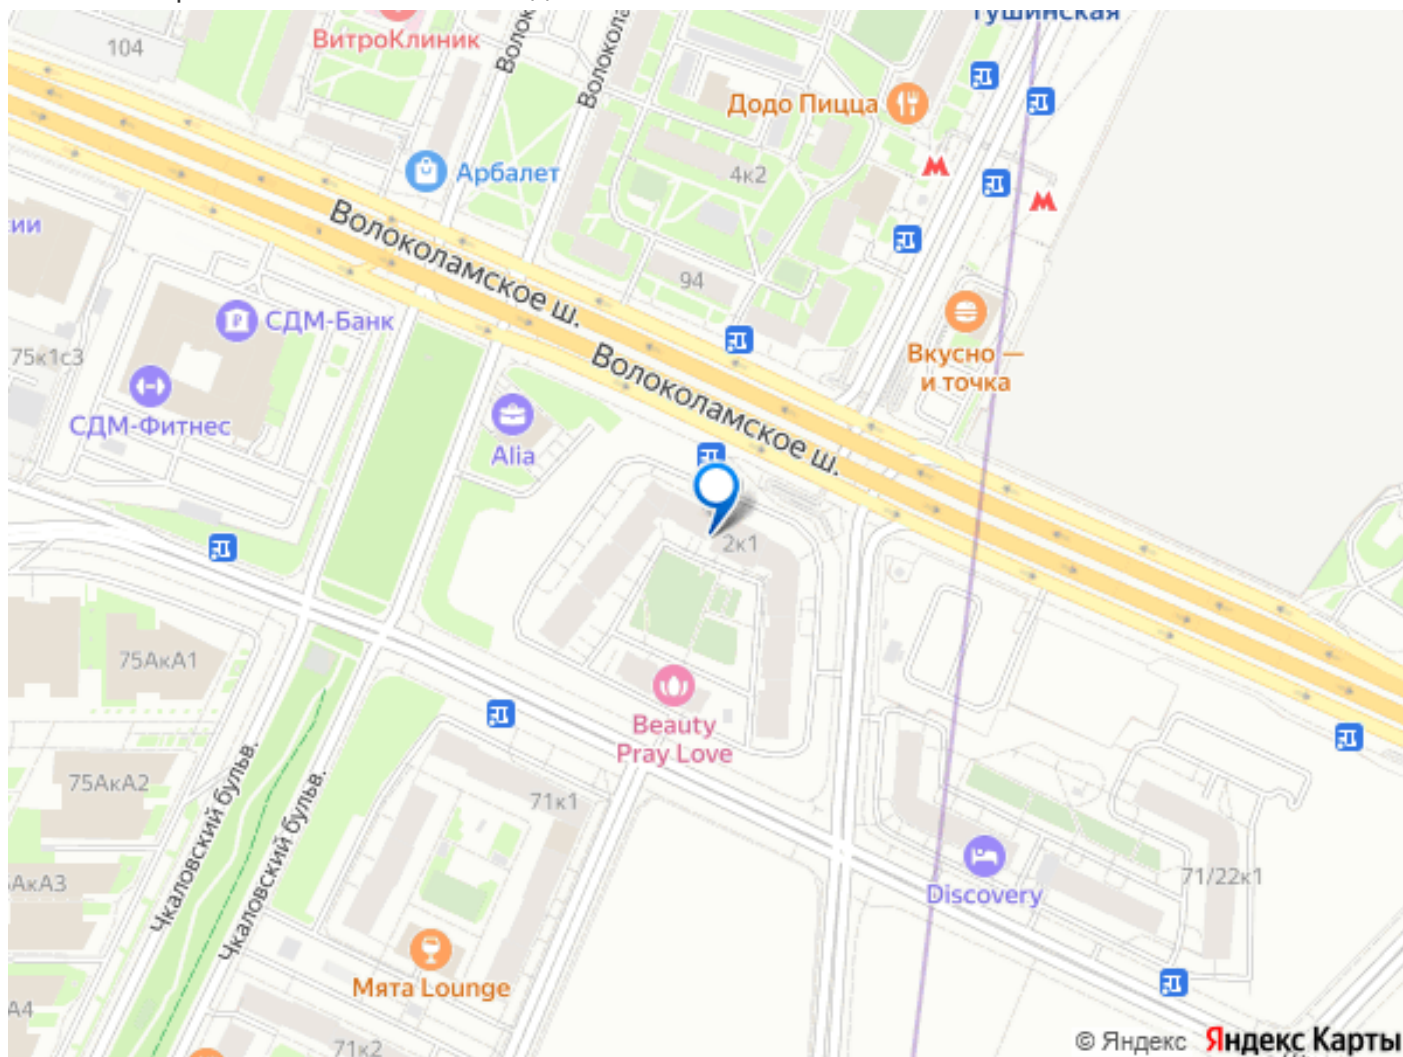 Тушинская
ВитроКлиник
104
Додо Пицца
4к2
Арбалет
Волоколамское ш.
94
СДМ-Банк
75к1с3
Вкусно —
и точка
Волоколамское ш.
СДМ-Фитнес
Alia
2к1
75АкА1
Beauty
Pray Love
75АкА2
71к1
Чкаловский бульв.
Чкаловский бульв.
71/22к1
Discovery
Мята Lounge
71к2
© Яндекс
Яндекс Карты